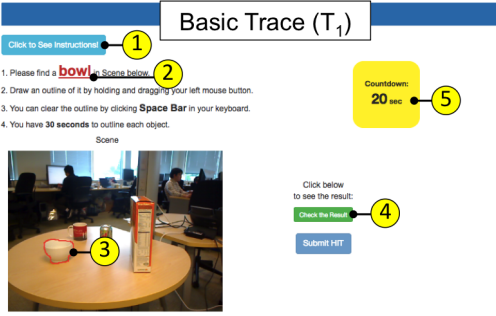 Basic Trace (T1)
Click to See Instructions!
1
1. Please find a bowl in Scene below.
2
2. Draw an outline of it by holding and dragging your left mouse button.
3. You can clear the outline by clicking Space Bar in your keyboard.
4. You have 30 seconds to outline each object.
Countdown:
20 sec
5
Scene
3
Click below
to see the result:
Check the Result
4
Submit HIT